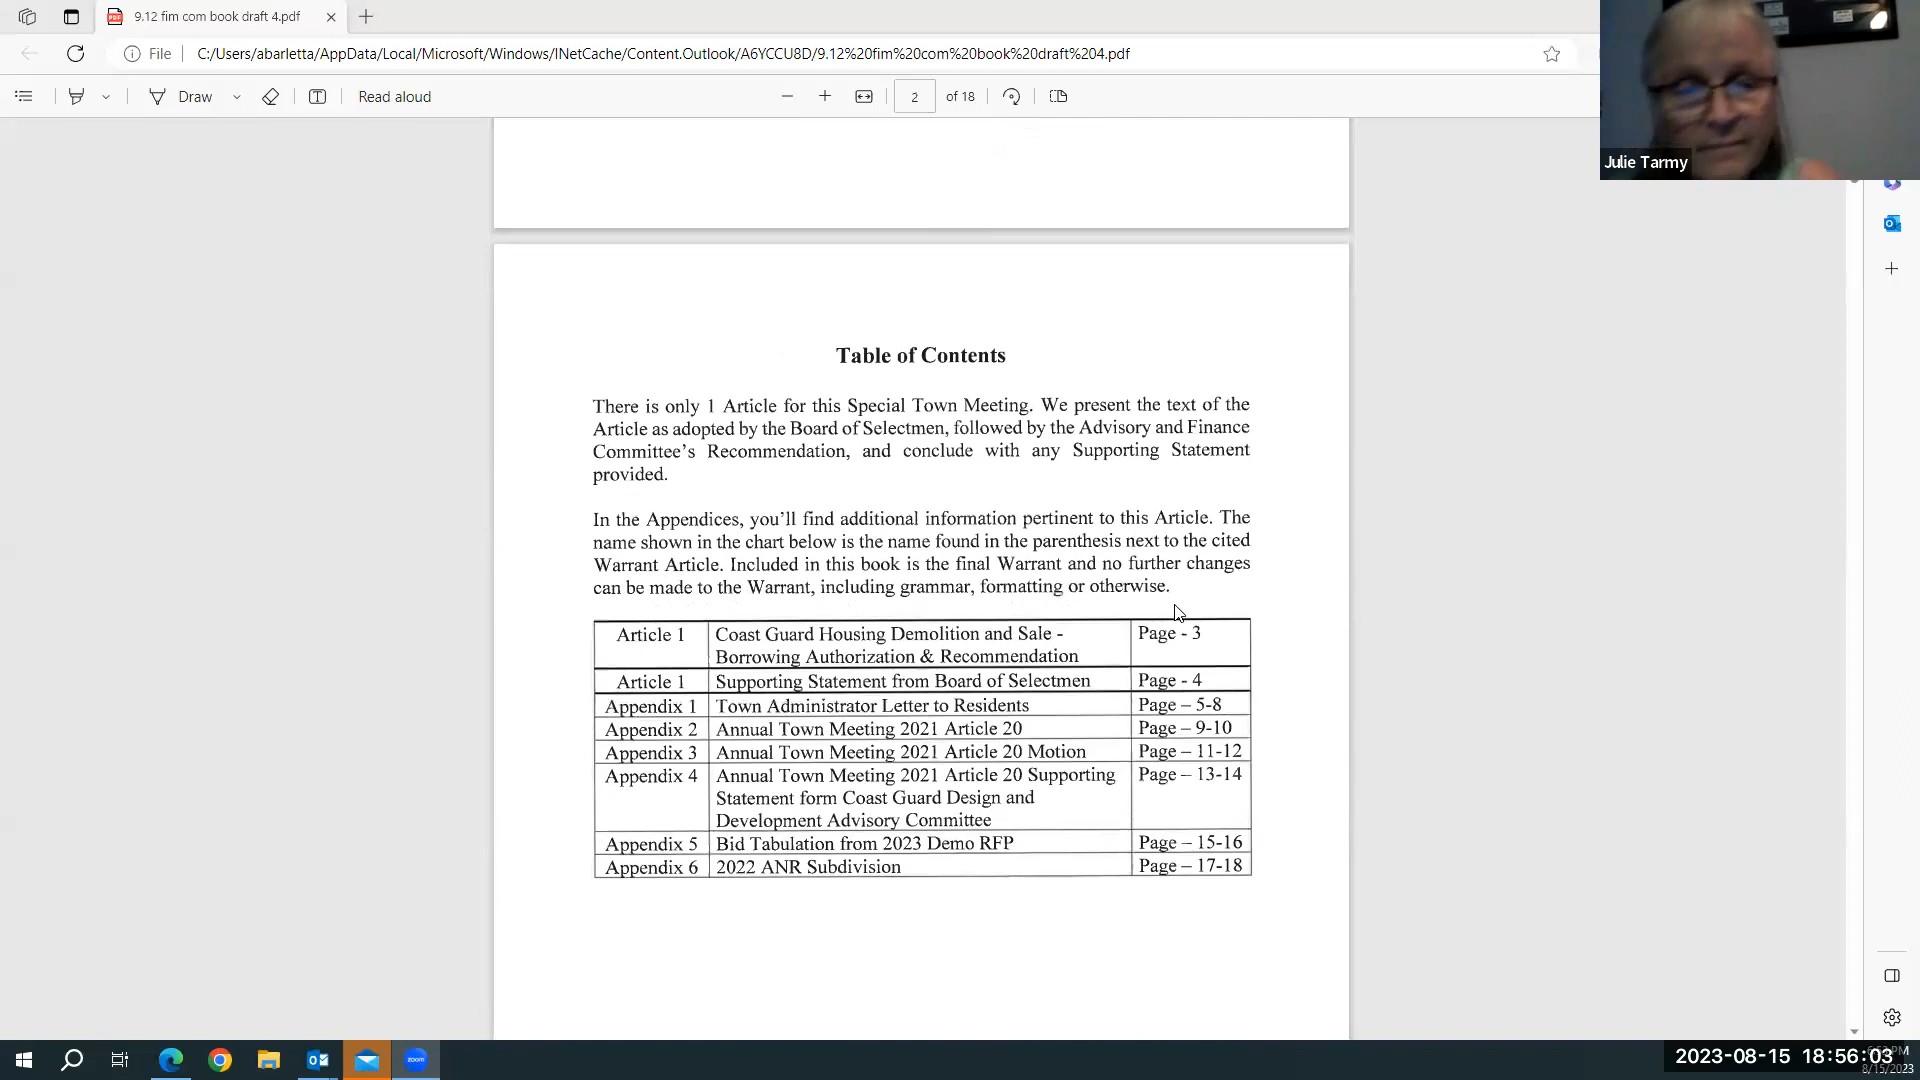 9.12 fim com book draft 4.pdf
File
C:/Users/abarletta/AppData/Local/Microsoft/Windows/INetCache/Content.Outlook/A6YCCU8D/9.12%20fim%20com%20book%20draft%204.pdf
Draw
Read aloud
2
of 18
Julie Tarmy
Table of Contents
There is only 1 Article for this Special Town Meeting. We present the text of the
Article as adopted by the Board of Selectmen, followed by the Advisory and Finance
Committee's Recommendation, and conclude with any Supporting Statement
provided.
In the Appendices, you'll find additional information pertinent to this Article. The
name shown in the chart below is the name found in the parenthesis next to the cited
Warrant Article. Included in this book is the final Warrant and no further changes
can be made to the Warrant, including grammar, formatting or otherwise.
Article 1 Coast Guard Housing Demolition and Sale - Page - 3
Borrowing Authorization & Recommendation
Article 1 Supporting Statement from Board of Selectmen Page - 4
Appendix 1 Town Administrator Letter to Residents Page – 5-8
Appendix 2 Annual Town Meeting 2021 Article 20 Page – 9-10
Appendix 3 Annual Town Meeting 2021 Article 20 Motion Page – 11-12
Appendix 4 Annual Town Meeting 2021 Article 20 Supporting Page – 13-14
Statement form Coast Guard Design and
Development Advisory Committee
Appendix 5 Bid Tabulation from 2023 Demo RFP Page – 15-16
Appendix 6 2022 ANR Subdivision Page – 17-18
zoom
2023-08-15 18:56:03
8/15/2023